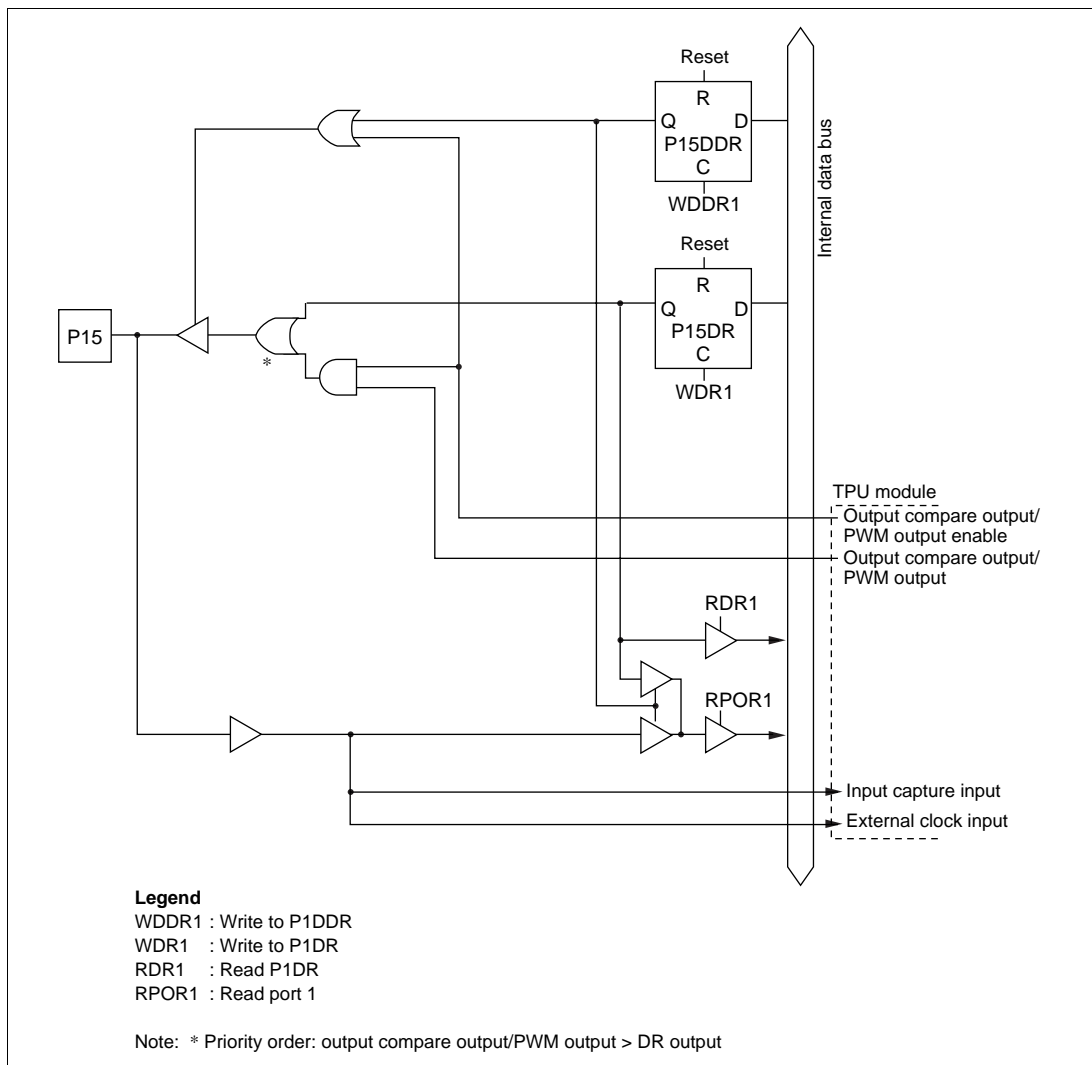 Reset
R
Q D
P15DDR
C
WDDR1
Internal data bus
Reset
R
Q D
P15DR
C
WDR1
P15
*
TPU module
Output compare output/
PWM output enable
Output compare output/
PWM output
RDR1
RPOR1
Input capture input
External clock input
Legend
WDDR1 : Write to P1DDR
WDR1 : Write to P1DR
RDR1 : Read P1DR
RPOR1 : Read port 1
Note: * Priority order: output compare output/PWM output > DR output